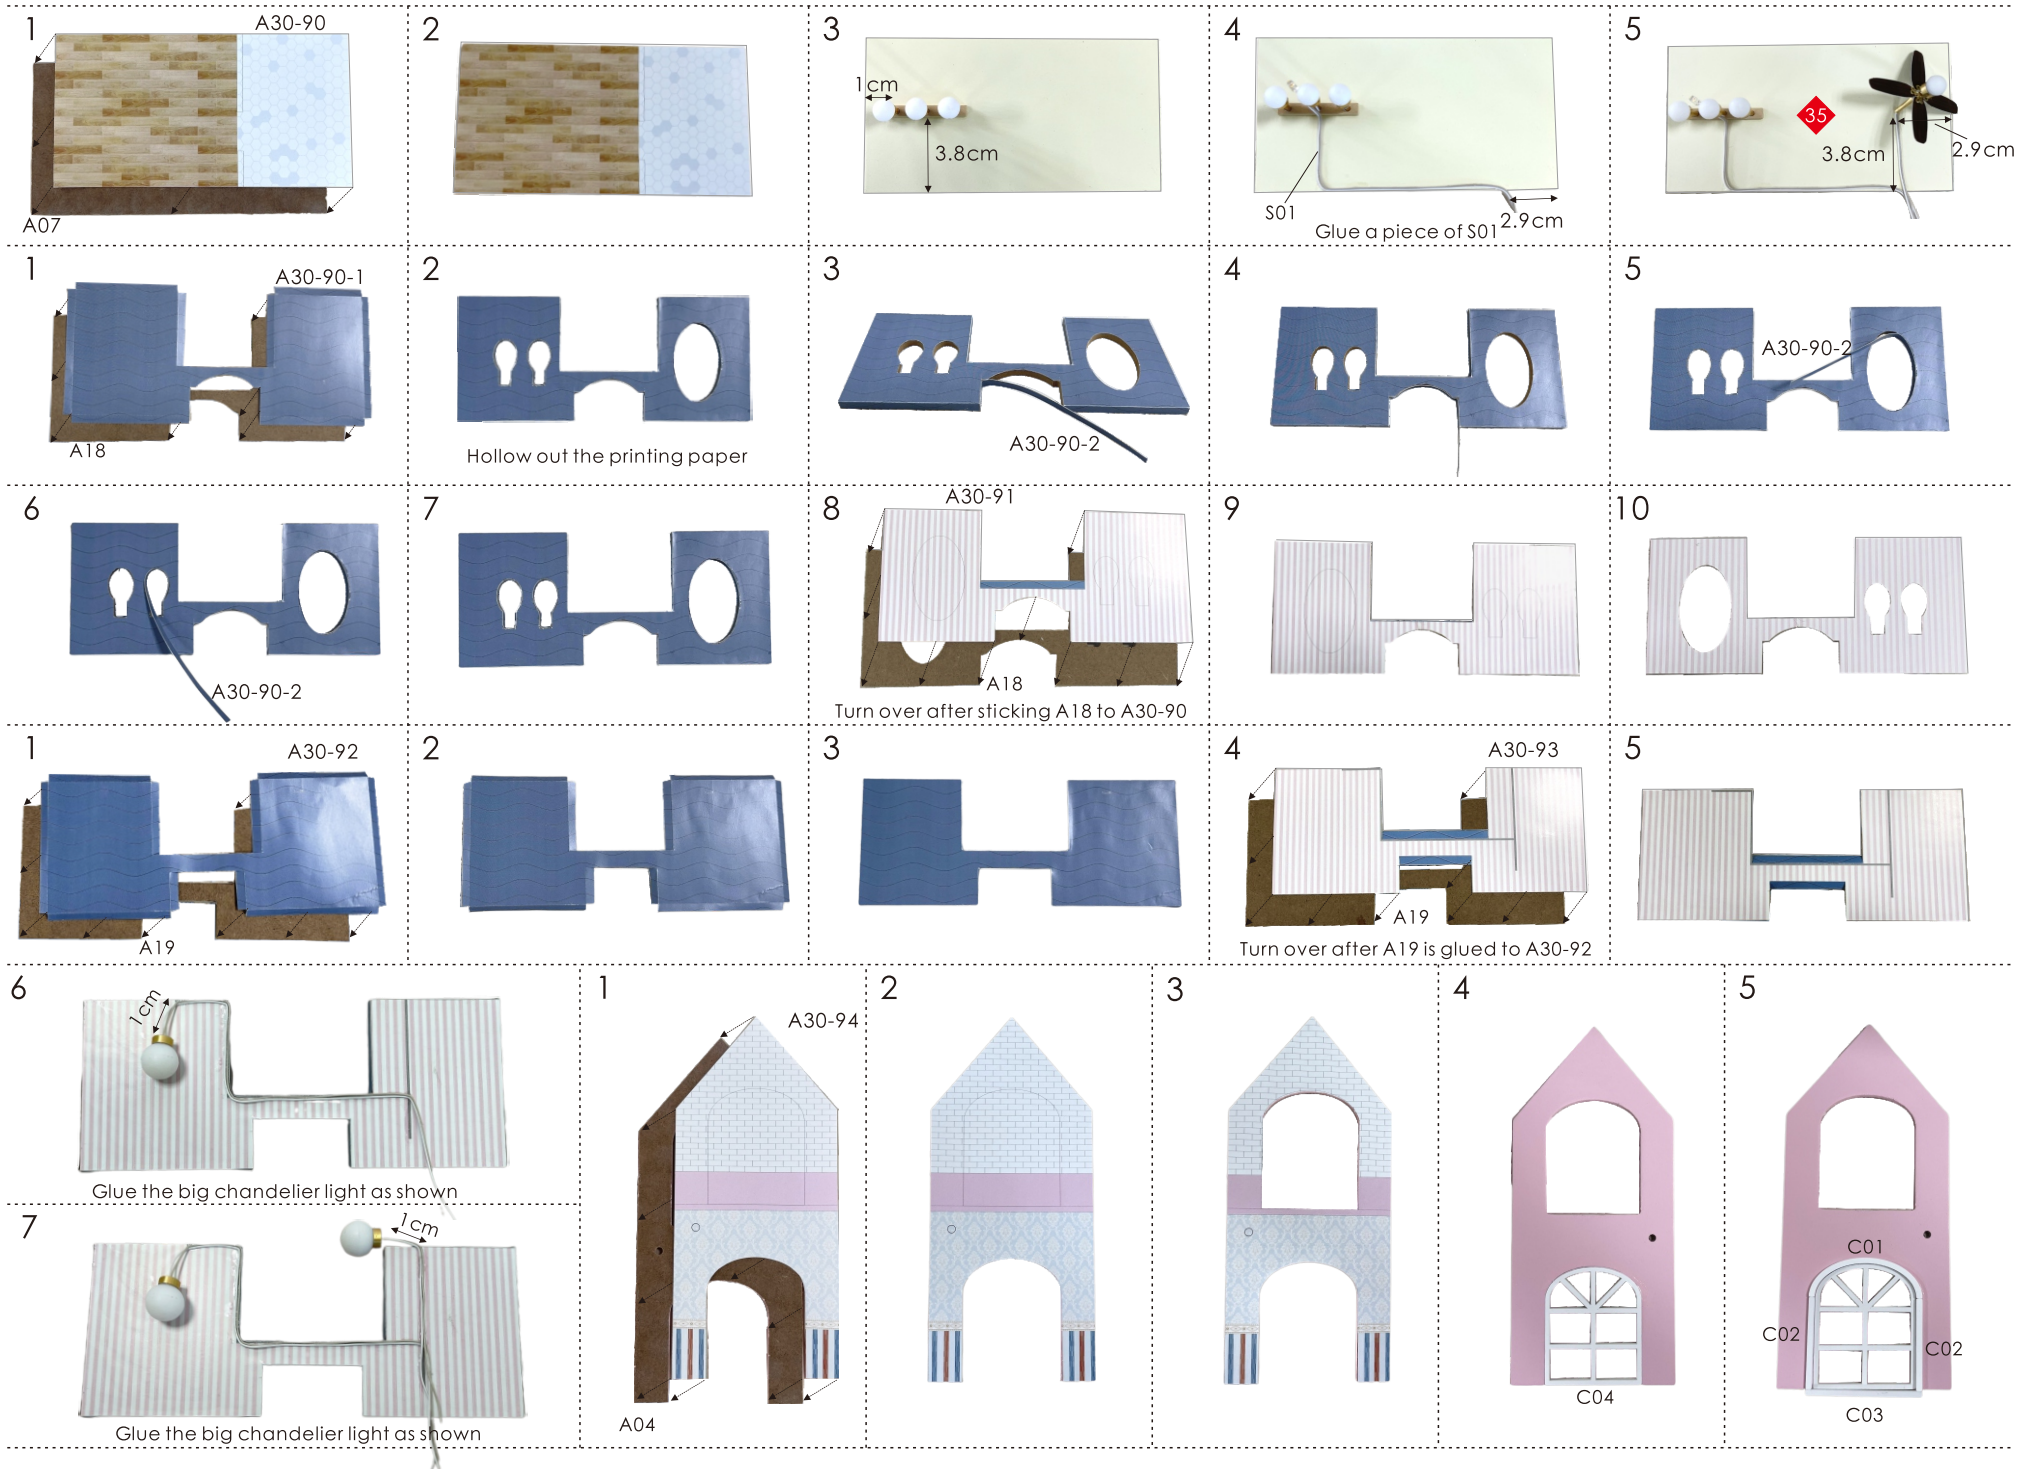 1
A30-90
A07
2
3
1cm
3.8cm
4
S01
2.9cm
Glue a piece of S01
5
35
3.8cm
2.9cm
1
A30-90-1
A18
2
Hollow out the printing paper
3
A30-90-2
4
5
A30-90-2
6
A30-90-2
7
8
A30-91
A18
Turn over after sticking A18 to A30-90
9
10
1
A30-92
A19
2
3
4
A30-93
A19
Turn over after A19 is glued to A30-92
5
6
1cm
Glue the big chandelier light as shown
7
1cm
Glue the big chandelier light as shown
1
A30-94
A04
2
3
4
C04
5
C01
C02
C02
C03